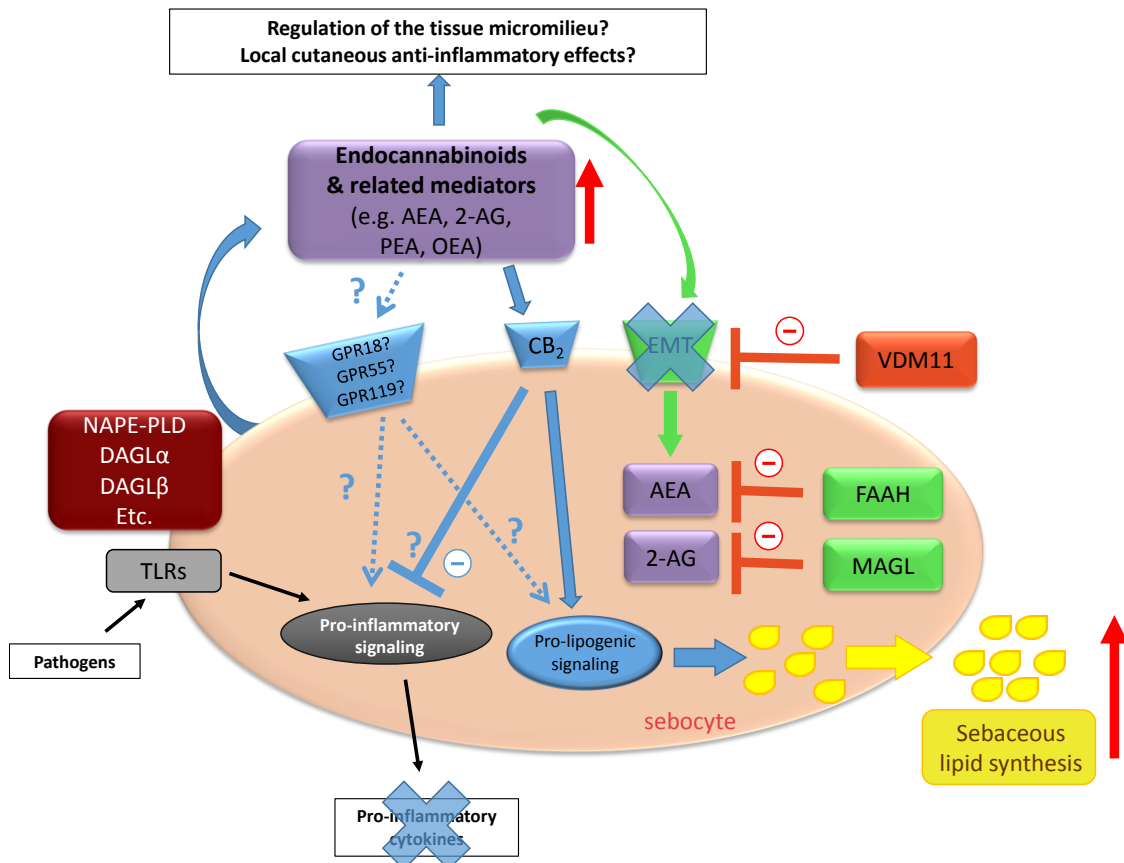 Regulation of the tissue micromilieu?
Local cutaneous anti-inflammatory effects?
Endocannabinoids
& related mediators
(e.g. AEA, 2-AG,
PEA, OEA)
?
GPR18?
GPR55?
GPR119?
CB₂
EMT
−
VDM11
NAPE-PLD
DAGLα
DAGLβ
Etc.
?
?
?
−
AEA
−
FAAH
2-AG
−
MAGL
TLRs
Pathogens
Pro-inflammatory
signaling
Pro-lipogenic
signaling
sebocyte
Sebaceous
lipid synthesis
Pro-inflammatory
cytokines